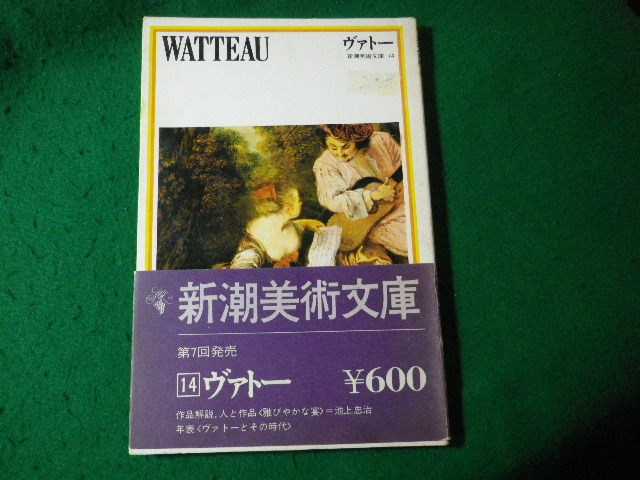 WATTEAU
ヴァトー
新潮美術文庫 14
新潮美術文庫
第7回発売
14 ヴァトー ¥600
作品解説,人と作品〈雅びやかな宴〉=池上忠治
年表〈ヴァトーとその時代〉